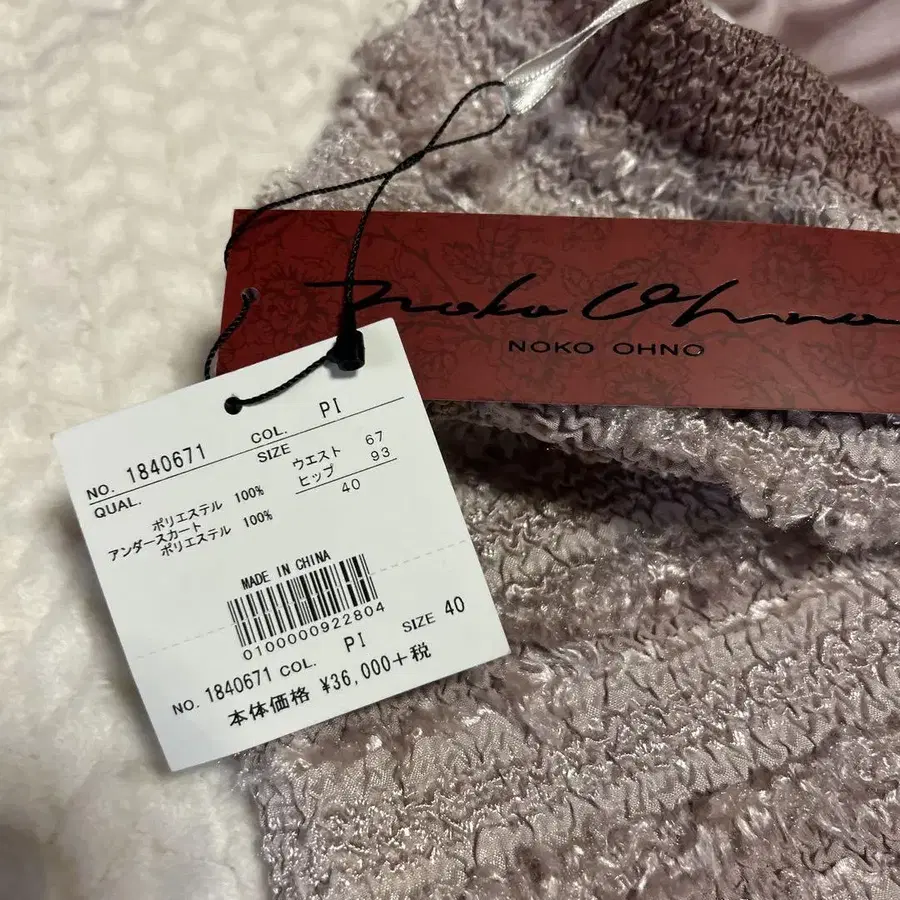 Noko Ohno
NOKO OHNO
NO. 1840671 COL. PI
QUAL. SIZE
ウエスト 67
ヒップ 93
40
ポリエステル 100%
アンダースカート
ポリエステル 100%
MADE IN CHINA
0100000922804
NO. 1840671 COL. PI SIZE 40
本体価格 ¥36,000+税